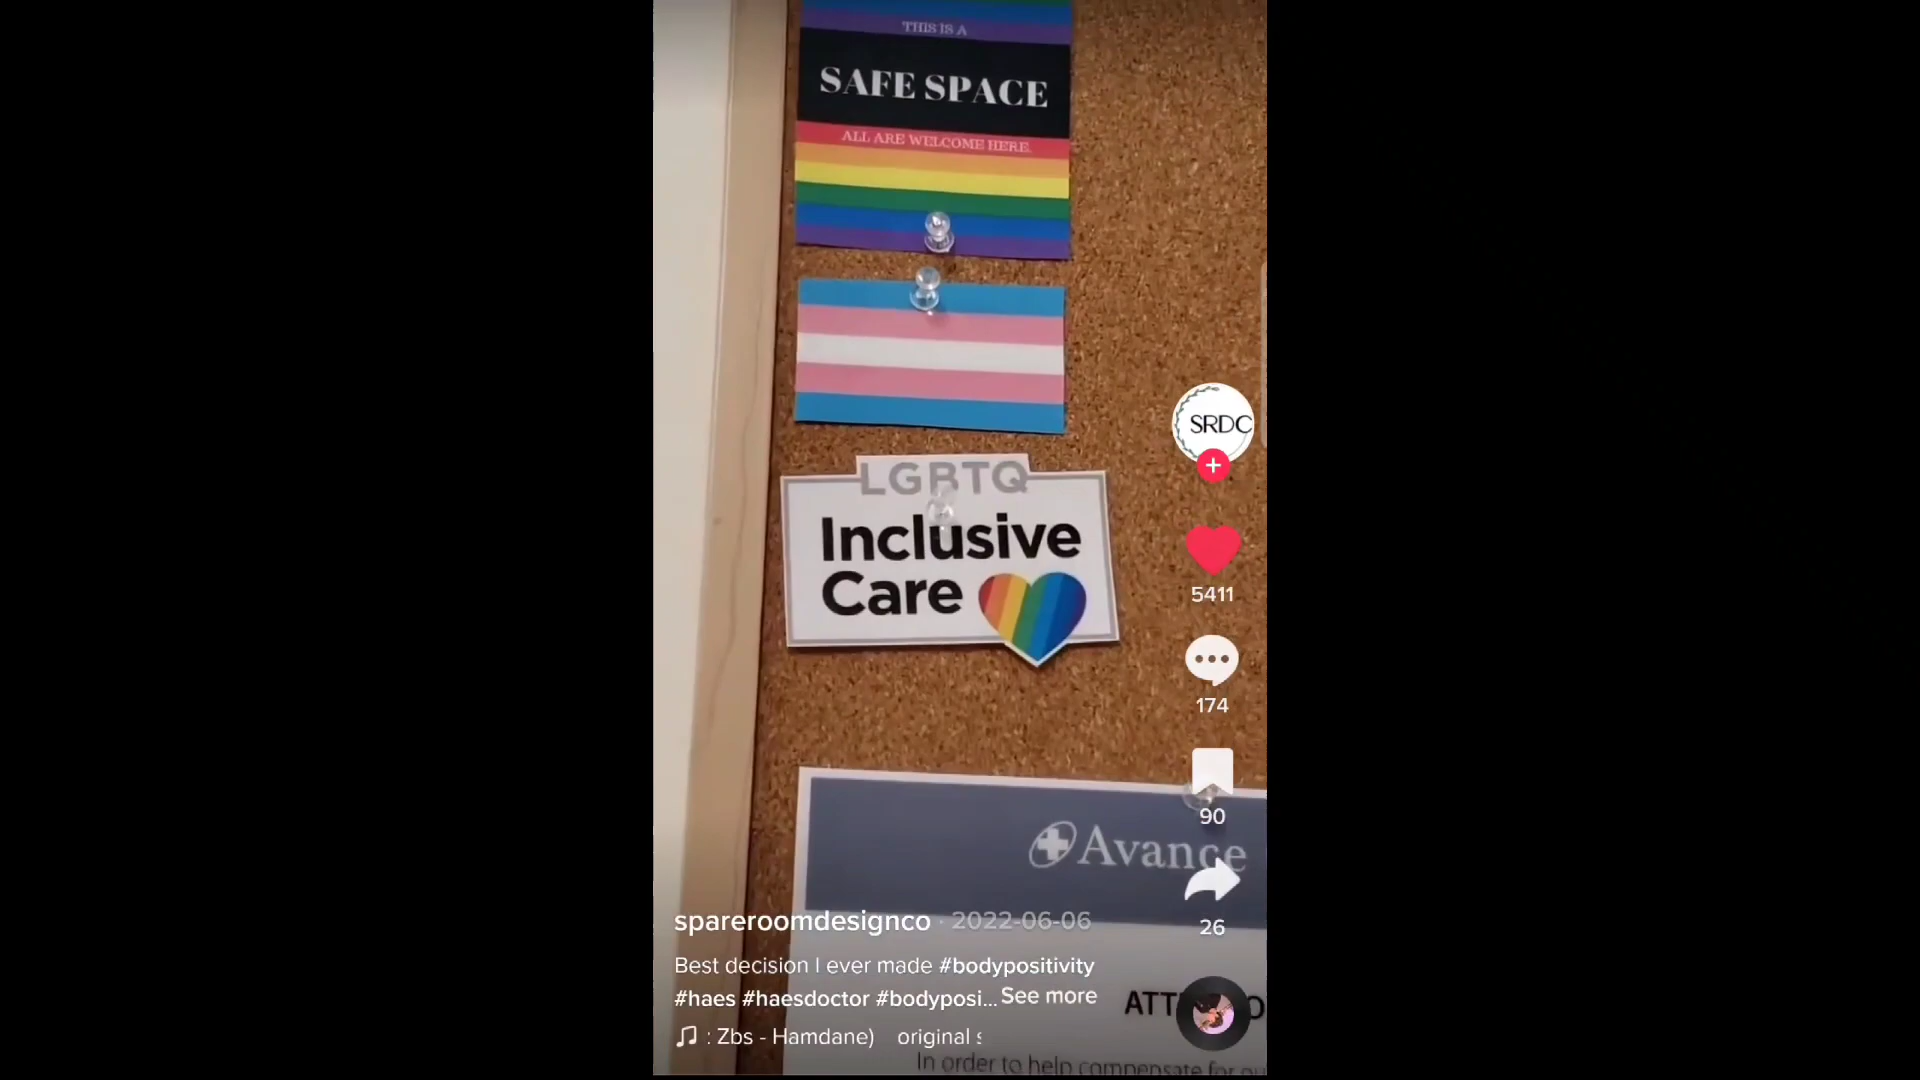 THIS IS A
SAFE SPACE
ALL ARE WELCOME HERE.
LGBTQ
Inclusive
Care
SRDC
5411
174
90
Avance
26
spareroomdesignco · 2022-06-06
Best decision I ever made #bodypositivity
#haes #haesdoctor #bodyposi... See more
: Zbs - Hamdane) original s
In order to help compensate for